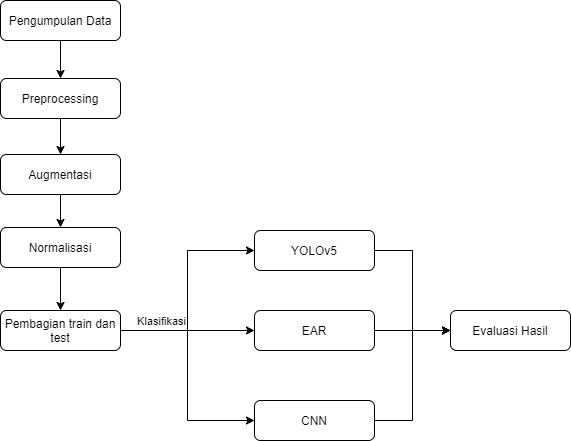 Pengumpulan Data
Preprocessing
Augmentasi
Normalisasi
Pembagian train dan
test
Klasifikasi
YOLOv5
EAR
CNN
Evaluasi Hasil